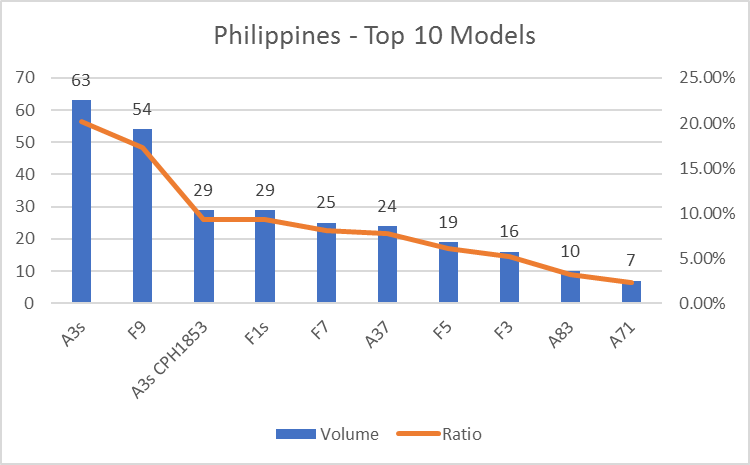 Philippines - Top 10 Models
70
60
50
40
30
20
10
0
63
54
29
29
25
24
19
16
10
7
25.00%
20.00%
15.00%
10.00%
5.00%
0.00%
A3s
F9
A3s CPH1853
F1s
F7
A37
F5
F3
A83
A71
Volume
Ratio